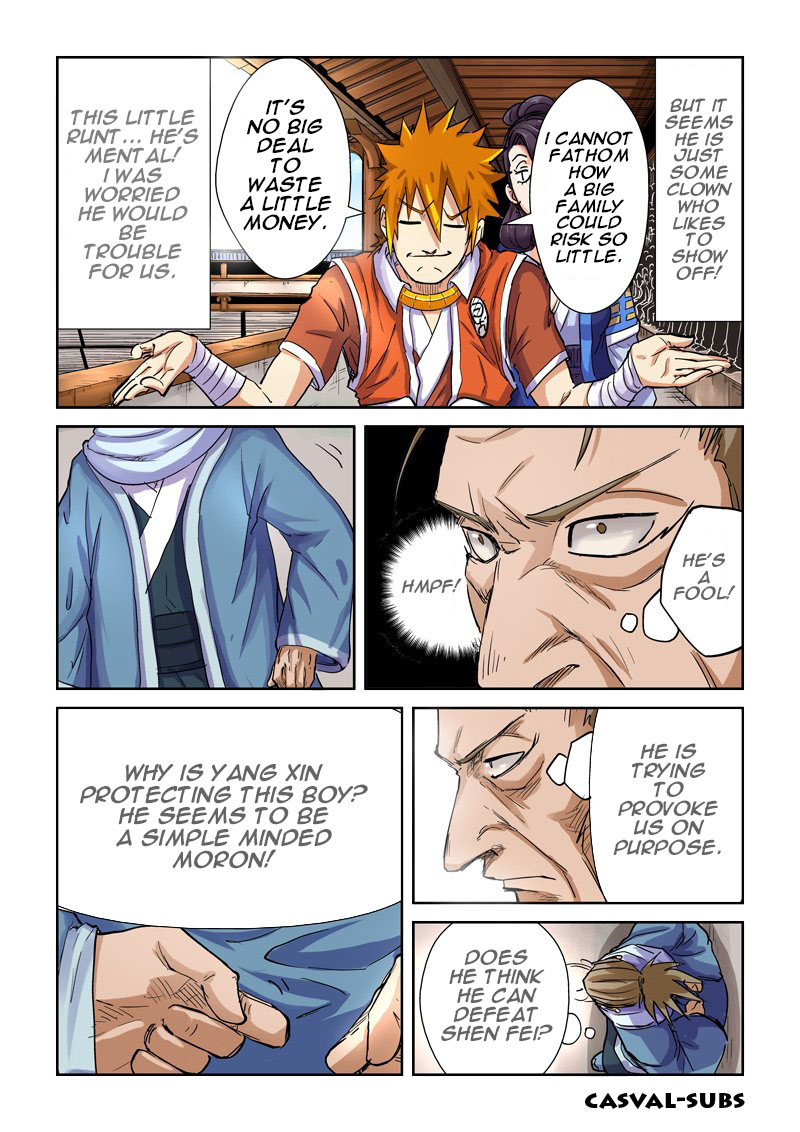 THIS LITTLE
RUNT... HE'S
MENTAL!
I WAS
WORRIED
HE WOULD
BE
TROUBLE
FOR US.
IT'S
NO BIG
DEAL
TO
WASTE
A LITTLE
MONEY.
I CANNOT
FATHOM
HOW
A BIG
FAMILY
COULD
RISK SO
LITTLE.
BUT IT
SEEMS
HE IS
JUST
SOME
CLOWN
WHO
LIKES
TO
SHOW
OFF!
HMPF!
HE'S
A
FOOL!
WHY IS YANG XIN
PROTECTING THIS BOY?
HE SEEMS TO BE
A SIMPLE MINDED
MORON!
HE IS
TRYING
TO
PROVOKE
US ON
PURPOSE.
DOES
HE THINK
HE CAN
DEFEAT
SHEN FEI?
CASVAL-SUBS